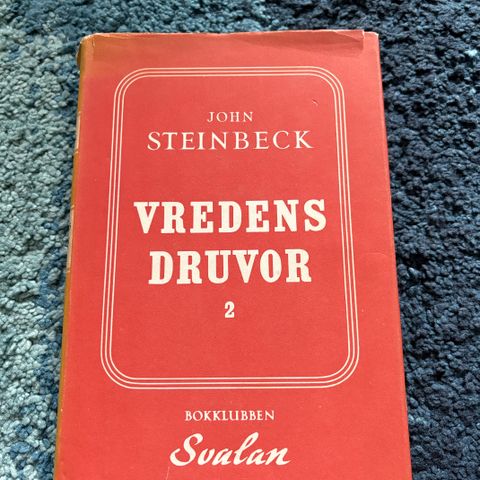 JOHN
STEINBECK
VREDENS
DRUVOR
2
BOKKLUBBEN
Svalan